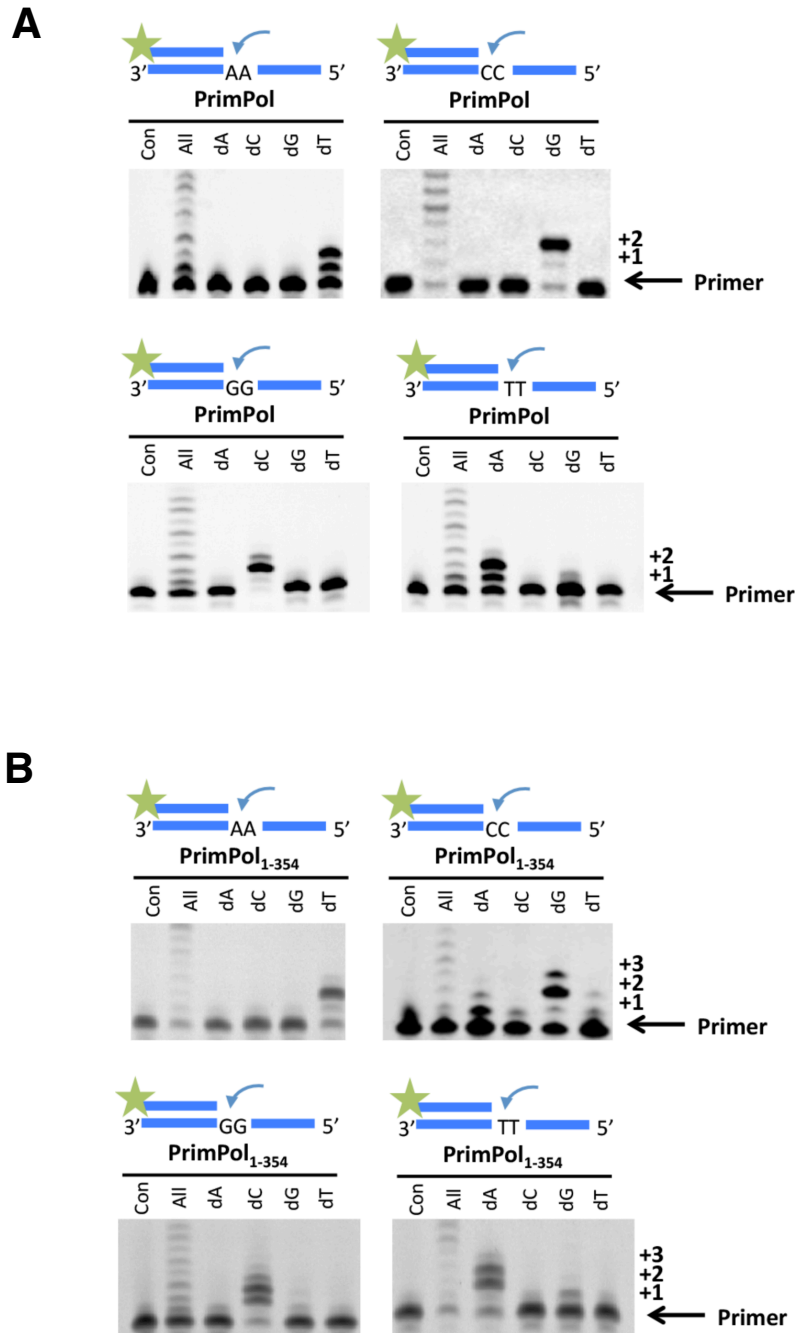 A
3’ AA 5’
PrimPol
Con All dA dC dG dT
3’ CC 5’
PrimPol
Con All dA dC dG dT
+2
+1
Primer
3’ GG 5’
PrimPol
Con All dA dC dG dT
3’ TT 5’
PrimPol
Con All dA dC dG dT
+2
+1
Primer
B
3’ AA 5’
PrimPol1-354
Con All dA dC dG dT
3’ CC 5’
PrimPol1-354
Con All dA dC dG dT
+3
+2
+1
Primer
3’ GG 5’
PrimPol1-354
Con All dA dC dG dT
3’ TT 5’
PrimPol1-354
Con All dA dC dG dT
+3
+2
+1
Primer